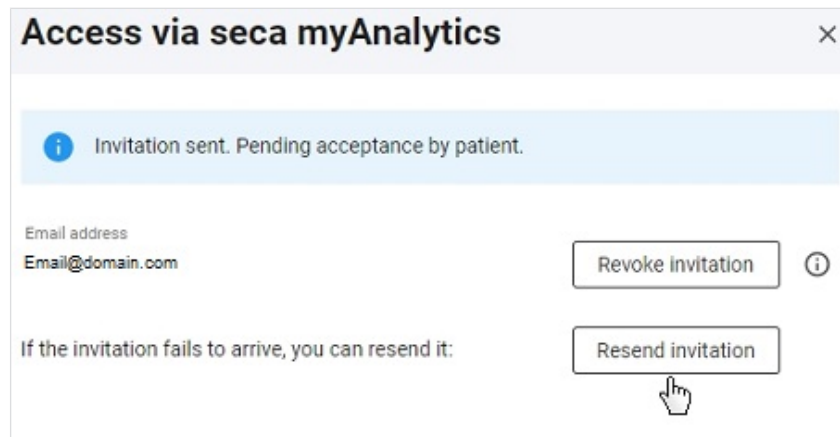 Access via seca myAnalytics
Invitation sent. Pending acceptance by patient.
Email address
Email@domain.com
Revoke invitation
If the invitation fails to arrive, you can resend it:
Resend invitation